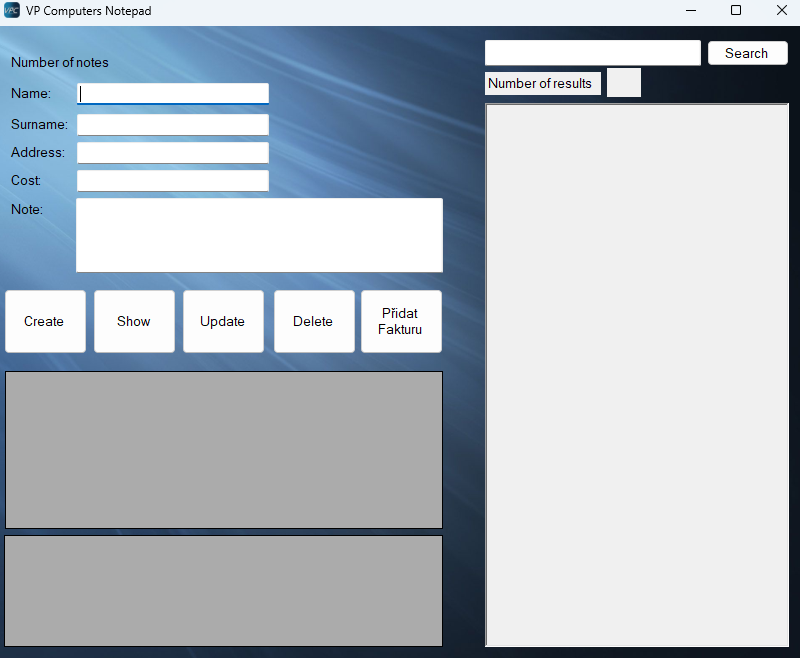 VPC VP Computers Notepad
Search
Number of notes
Number of results
Name:
Surname:
Address:
Cost:
Note:
Create
Show
Update
Delete
Přidat
Fakturu